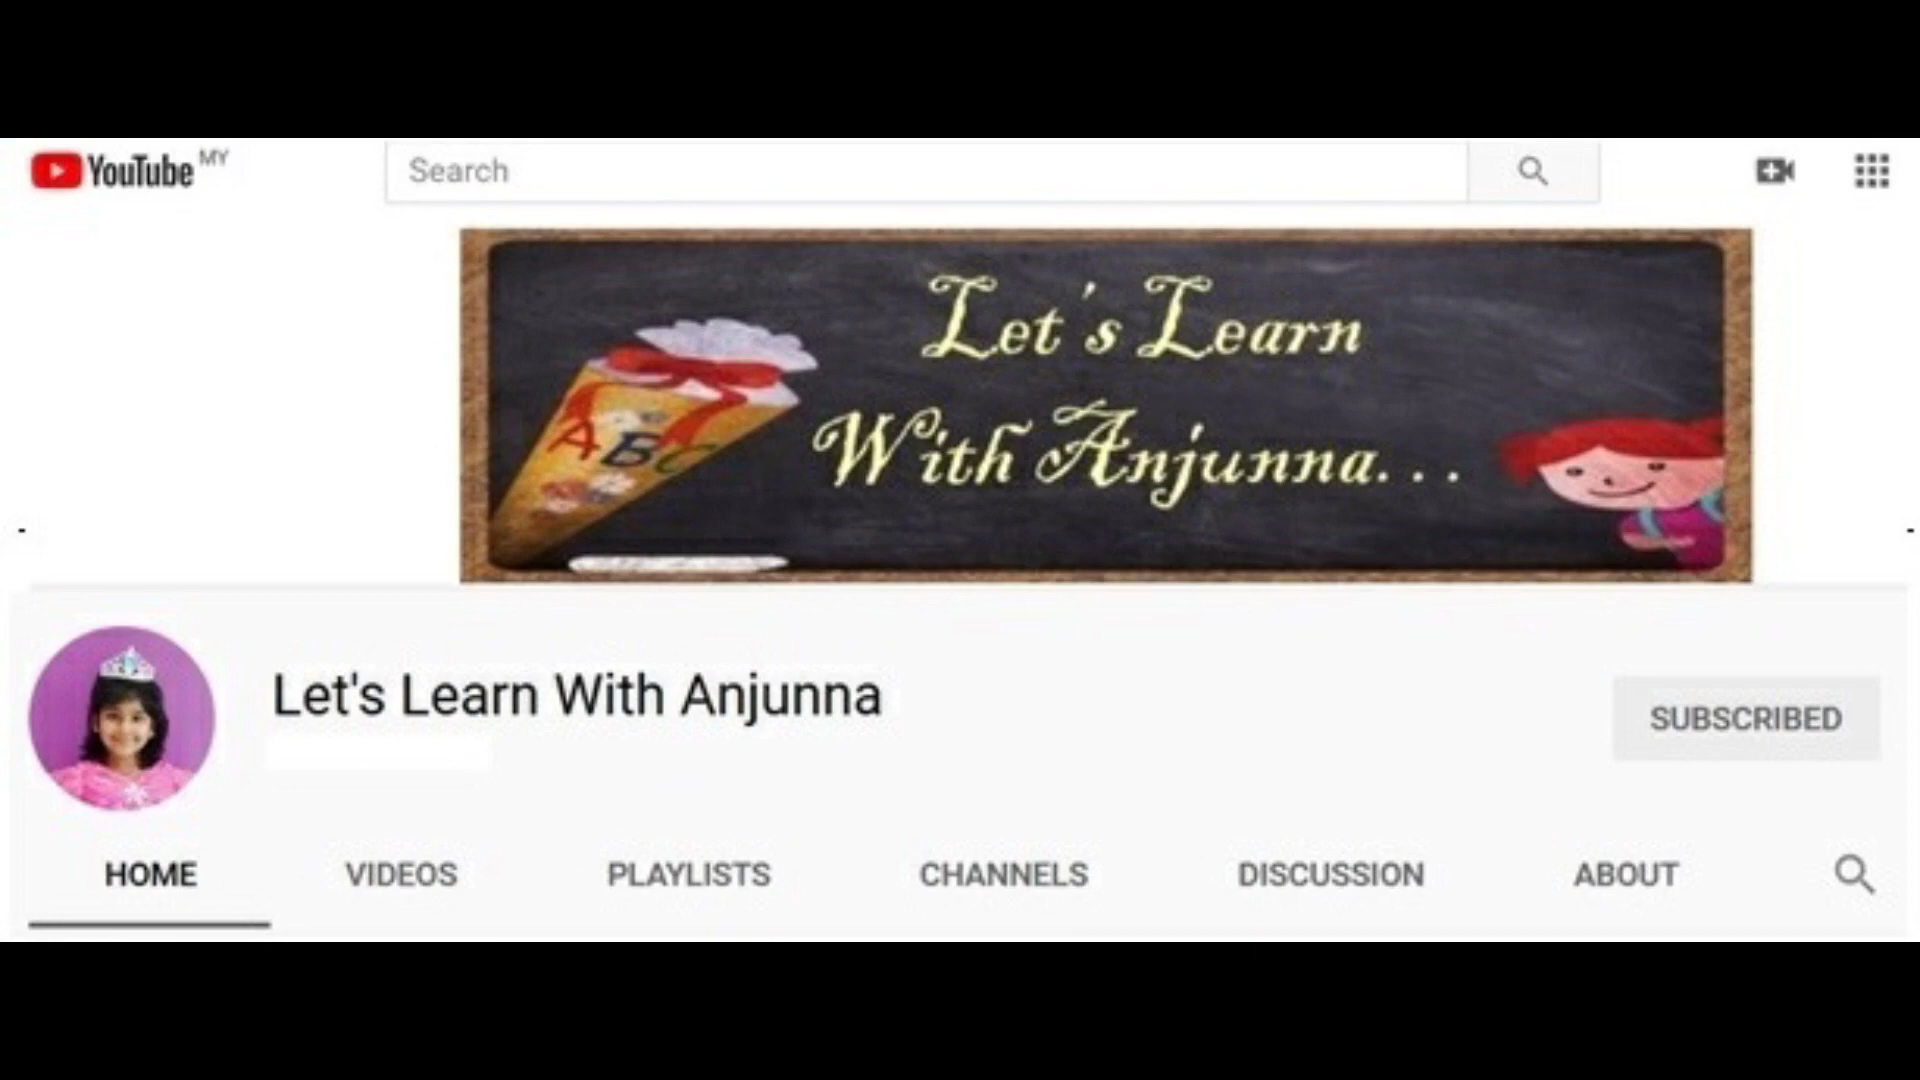 YouTube MY
Search
Let's Learn
With Anjunna...
ABC
Let's Learn With Anjunna
SUBSCRIBED
HOME VIDEOS PLAYLISTS CHANNELS DISCUSSION ABOUT